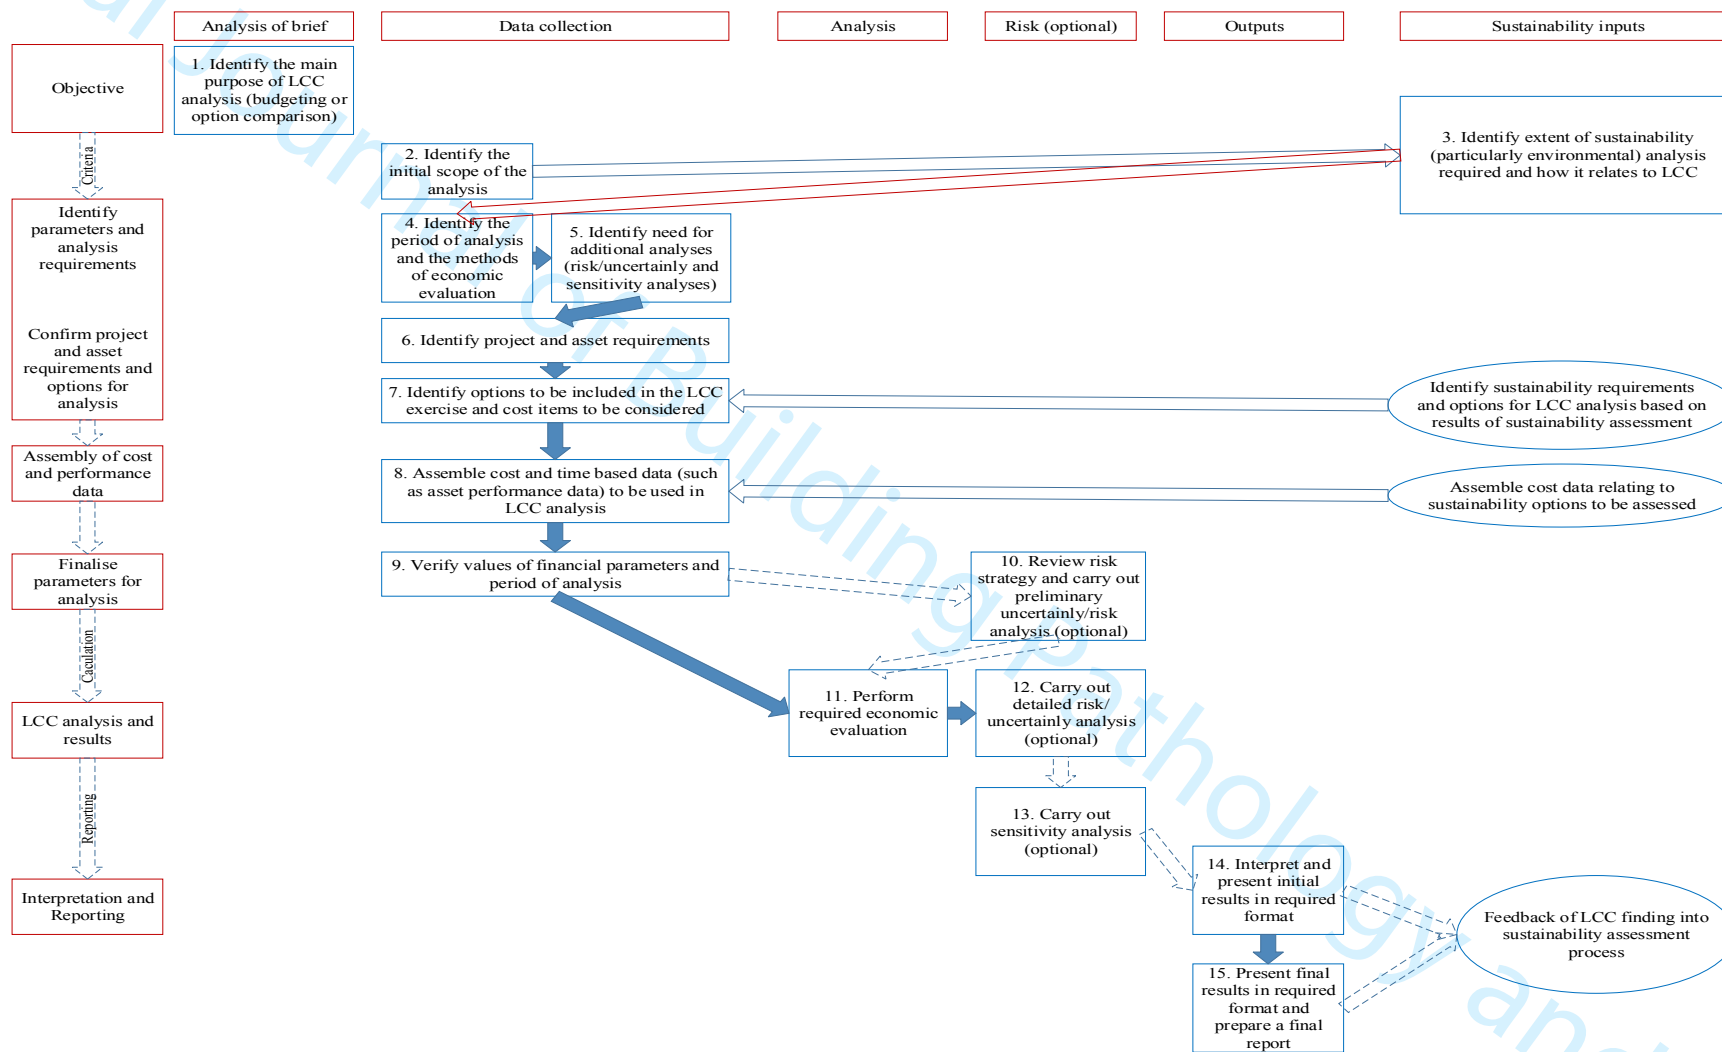 Analysis of brief
Data collection
Analysis
Risk (optional)
Outputs
Sustainability inputs
Objective
1. Identify the main
purpose of LCC
analysis (budgeting or
option comparison)
Criteria
2. Identify the
initial scope of the
analysis
3. Identify extent of sustainability
(particularly environmental) analysis
required and how it relates to LCC
Identify
parameters and
analysis
requirements
4. Identify the
period of analysis
and the methods
of economic
evaluation
5. Identify need for
additional analyses
(risk/uncertainly and
sensitivity analyses)
Confirm project
and asset
requirements and
options for
analysis
6. Identify project and asset requirements
7. Identify options to be included in the LCC
exercise and cost items to be considered
Identify sustainability requirements
and options for LCC analysis based on
results of sustainability assessment
Assembly of cost
and performance
data
8. Assemble cost and time based data (such
as asset performance data) to be used in
LCC analysis
Assemble cost data relating to
sustainability options to be assessed
Finalise
parameters for
analysis
9. Verify values of financial parameters and
period of analysis
10. Review risk
strategy and carry out
preliminary
uncertainly/risk
analysis (optional)
Caculation
11. Perform
required economic
evaluation
12. Carry out
detailed risk/
uncertainly analysis
(optional)
LCC analysis and
results
Reporting
13. Carry out
sensitivity analysis
(optional)
14. Interpret and
present initial
results in required
format
Interpretation and
Reporting
Feedback of LCC finding into
sustainability assessment
process
15. Present final
results in required
format and
prepare a final
report
Journal of Building Pathology and